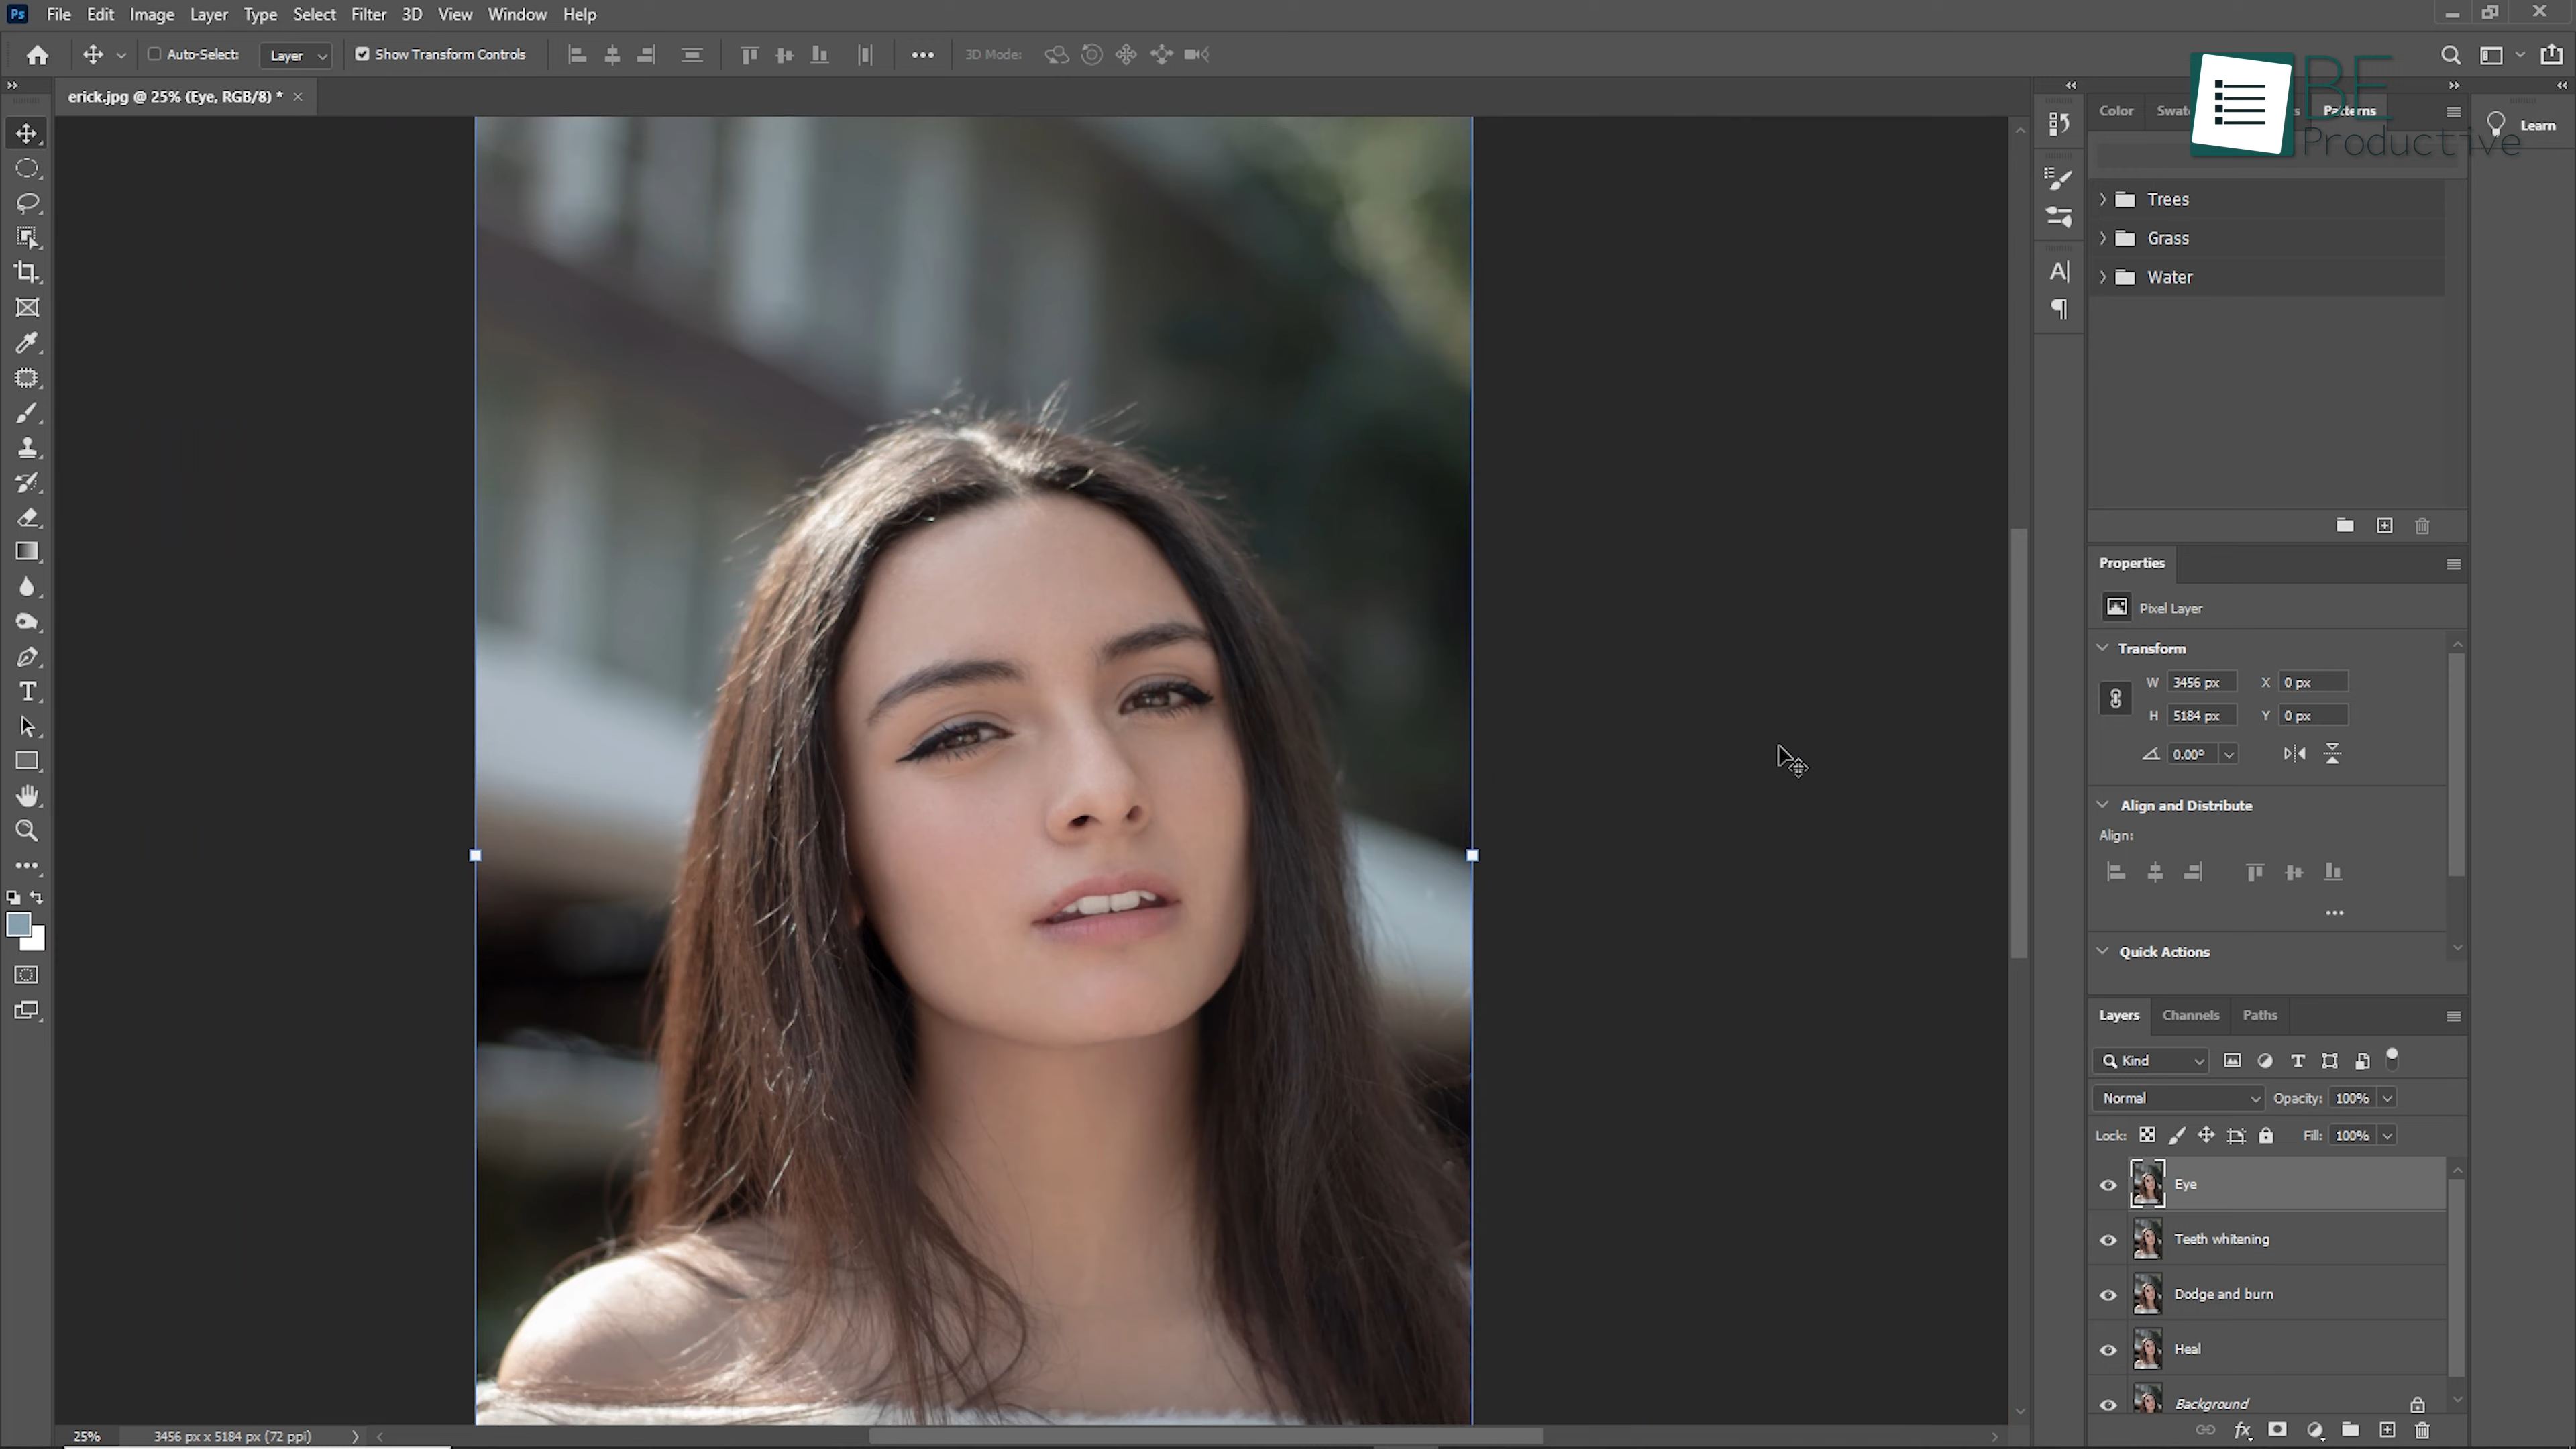 Ps File Edit Image Layer Type Select Filter 3D View Window Help
Auto-Select: Layer Show Transform Controls 3D Mode:
erick.jpg @ 25% (Eye, RGB/8) *
Color Patterns
BE
Productive
Learn
Trees
Grass
Water
Properties
Pixel Layer
Transform
W 3456 px X 0 px
H 5184 px Y 0 px
0.00°
Align and Distribute
Align:
Quick Actions
Layers Channels Paths
Kind
Normal Opacity: 100%
Lock: Fill: 100%
Eye
Teeth whitening
Dodge and burn
Heal
Background
25% 3456 px x 5184 px (72 ppi)